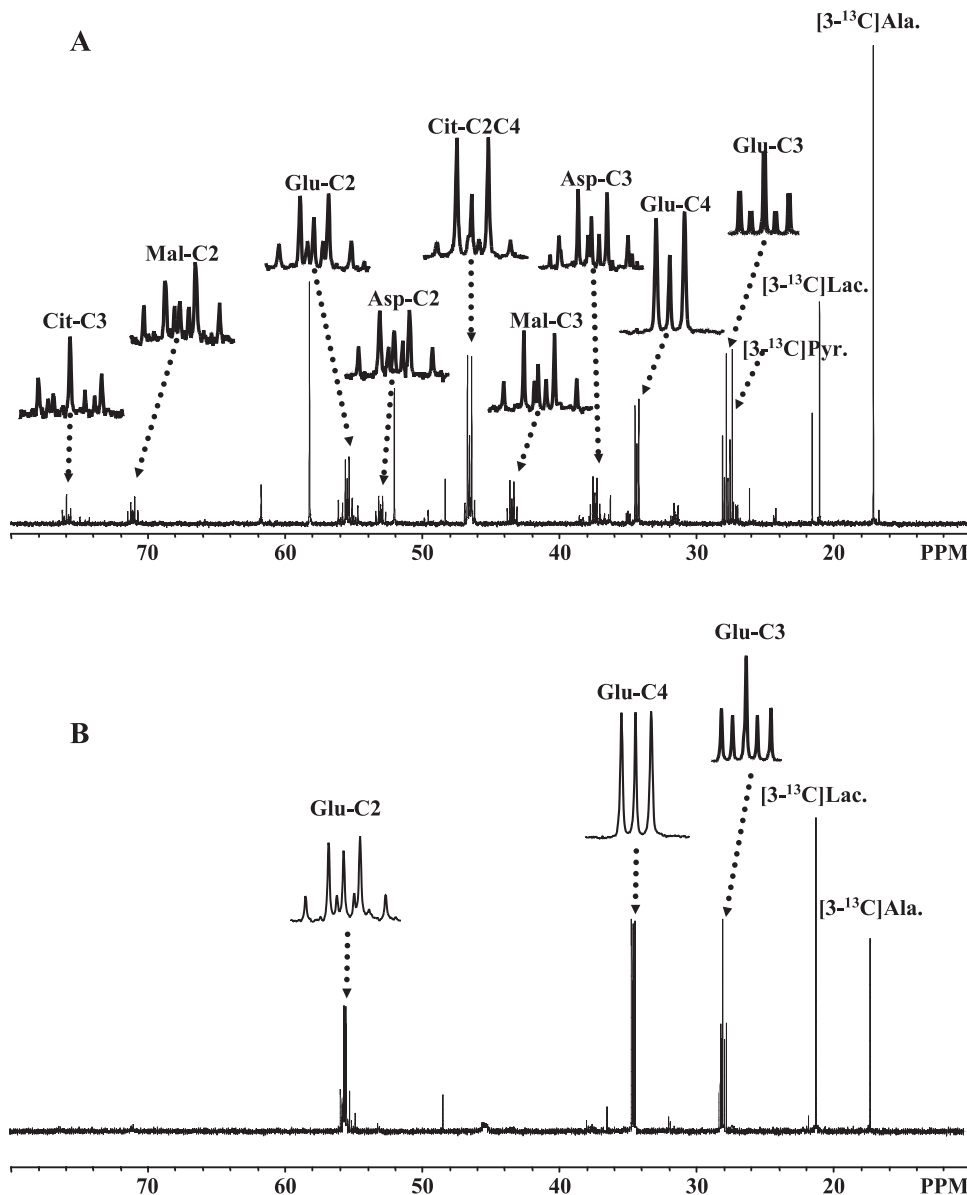 [3-¹³C]Ala.
A
Cit-C2C4
Glu-C3
Glu-C2
Asp-C3
Glu-C4
Mal-C2
Asp-C2
[3-¹³C]Lac.
Cit-C3
Mal-C3
[3-¹³C]Pyr.
70 60 50 40 30 20 PPM
Glu-C3
Glu-C4
B
[3-¹³C]Lac.
Glu-C2
[3-¹³C]Ala.
70 60 50 40 30 20 PPM